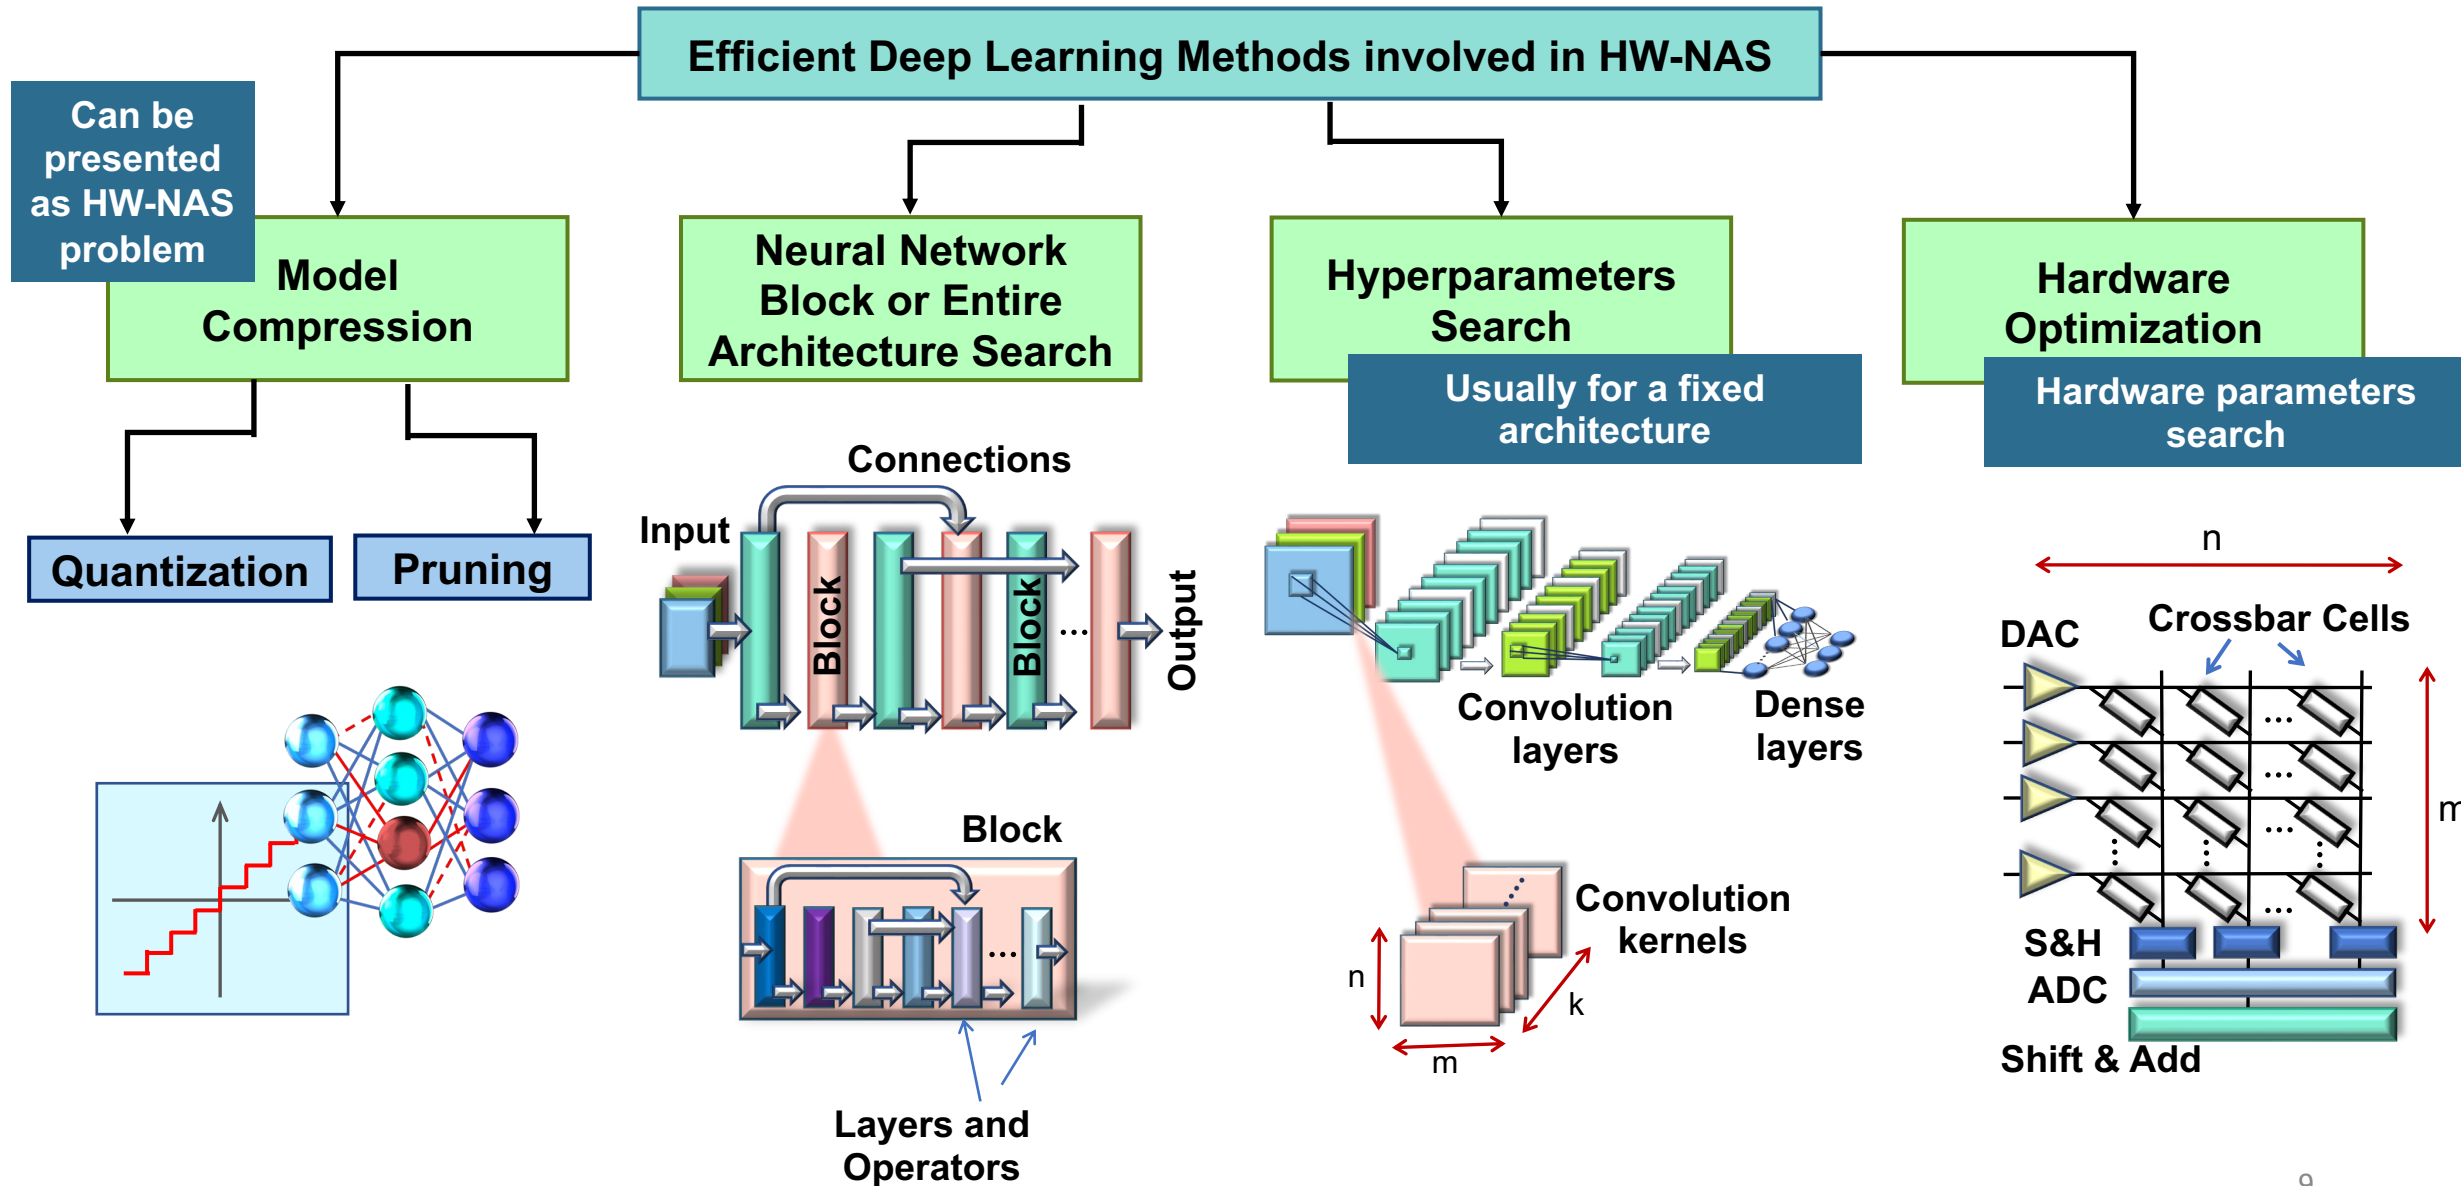 Efficient Deep Learning Methods involved in HW-NAS
Can be
presented
as HW-NAS
problem
Model
Compression
Quantization
Pruning
Neural Network
Block or Entire
Architecture Search
Connections
Input
Block
Block
...
Output
Block
...
Layers and
Operators
Hyperparameters
Search
Usually for a fixed
architecture
Convolution
layers
Dense
layers
Convolution
kernels
n
k
m
Hardware
Optimization
Hardware parameters
search
n
Crossbar Cells
DAC
...
...
m
...
...
S&H
ADC
Shift & Add
9